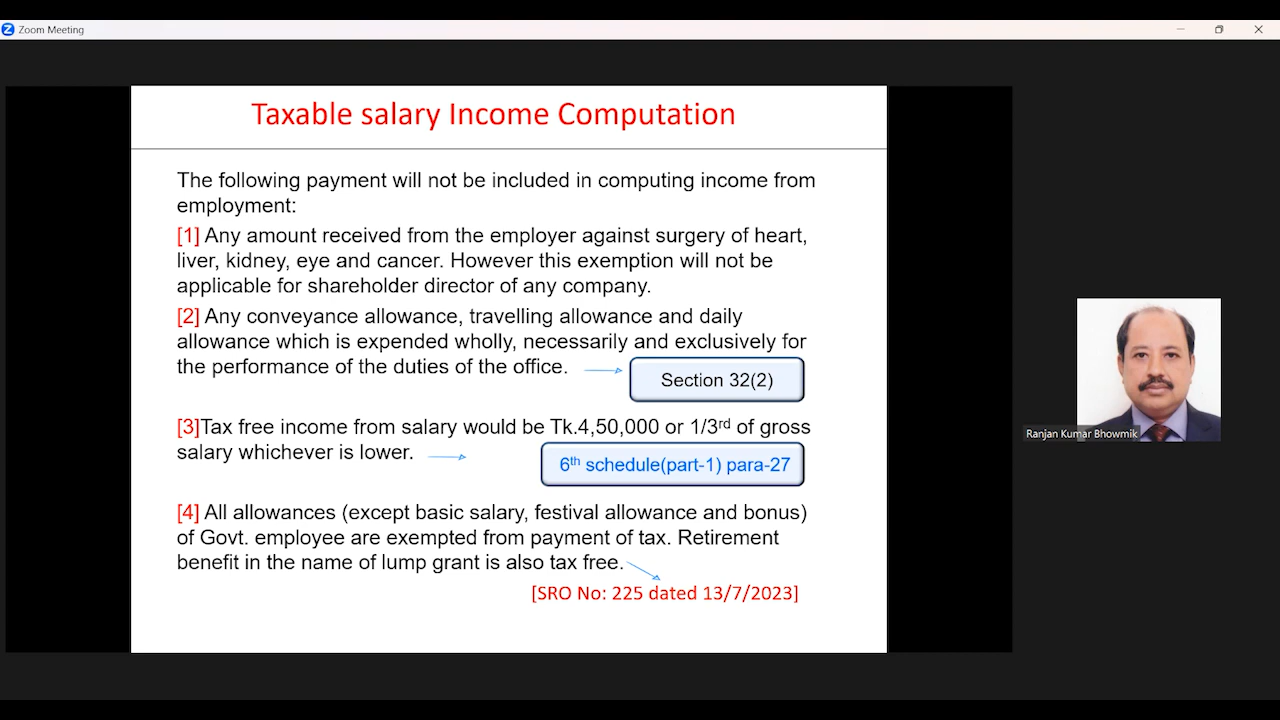 Zoom Meeting
Taxable salary Income Computation
The following payment will not be included in computing income from
employment:
[1] Any amount received from the employer against surgery of heart,
liver, kidney, eye and cancer. However this exemption will not be
applicable for shareholder director of any company.
[2] Any conveyance allowance, travelling allowance and daily
allowance which is expended wholly, necessarily and exclusively for
the performance of the duties of the office.
Section 32(2)
[3]Tax free income from salary would be Tk.4,50,000 or 1/3rd of gross
salary whichever is lower.
6th schedule(part-1) para-27
[4] All allowances (except basic salary, festival allowance and bonus)
of Govt. employee are exempted from payment of tax. Retirement
benefit in the name of lump grant is also tax free.
[SRO No: 225 dated 13/7/2023]
Ranjan Kumar Bhowmik